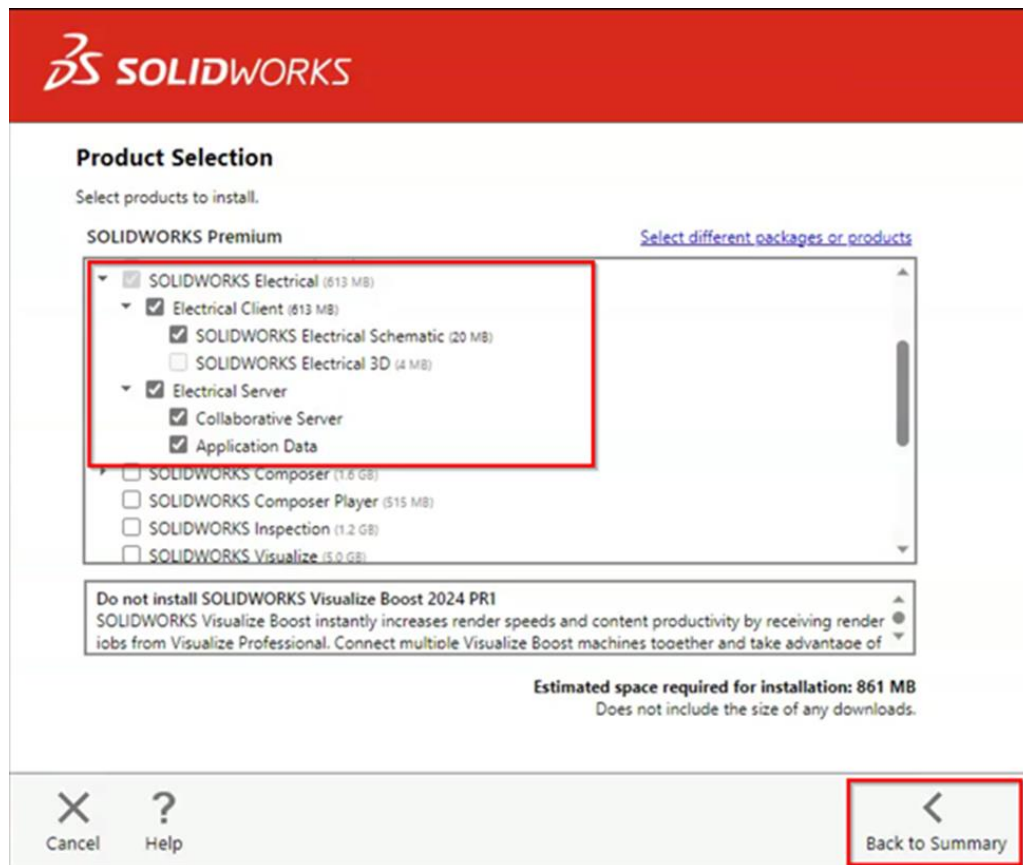 SOLIDWORKS
Product Selection
Select products to install.
SOLIDWORKS Premium
Select different packages or products
SOLIDWORKS Electrical (613 MB)
Electrical Client (613 MB)
SOLIDWORKS Electrical Schematic (20 MB)
SOLIDWORKS Electrical 3D (4 MB)
Electrical Server
Collaborative Server
Application Data
SOLIDWORKS Composer (1.6 GB)
SOLIDWORKS Composer Player (515 MB)
SOLIDWORKS Inspection (1.2 GB)
SOLIDWORKS Visualize (5.0 GB)
Do not install SOLIDWORKS Visualize Boost 2024 PR1
SOLIDWORKS Visualize Boost instantly increases render speeds and content productivity by receiving render
jobs from Visualize Professional. Connect multiple Visualize Boost machines together and take advantage of
Estimated space required for installation: 861 MB
Does not include the size of any downloads.
Cancel
Help
Back to Summary